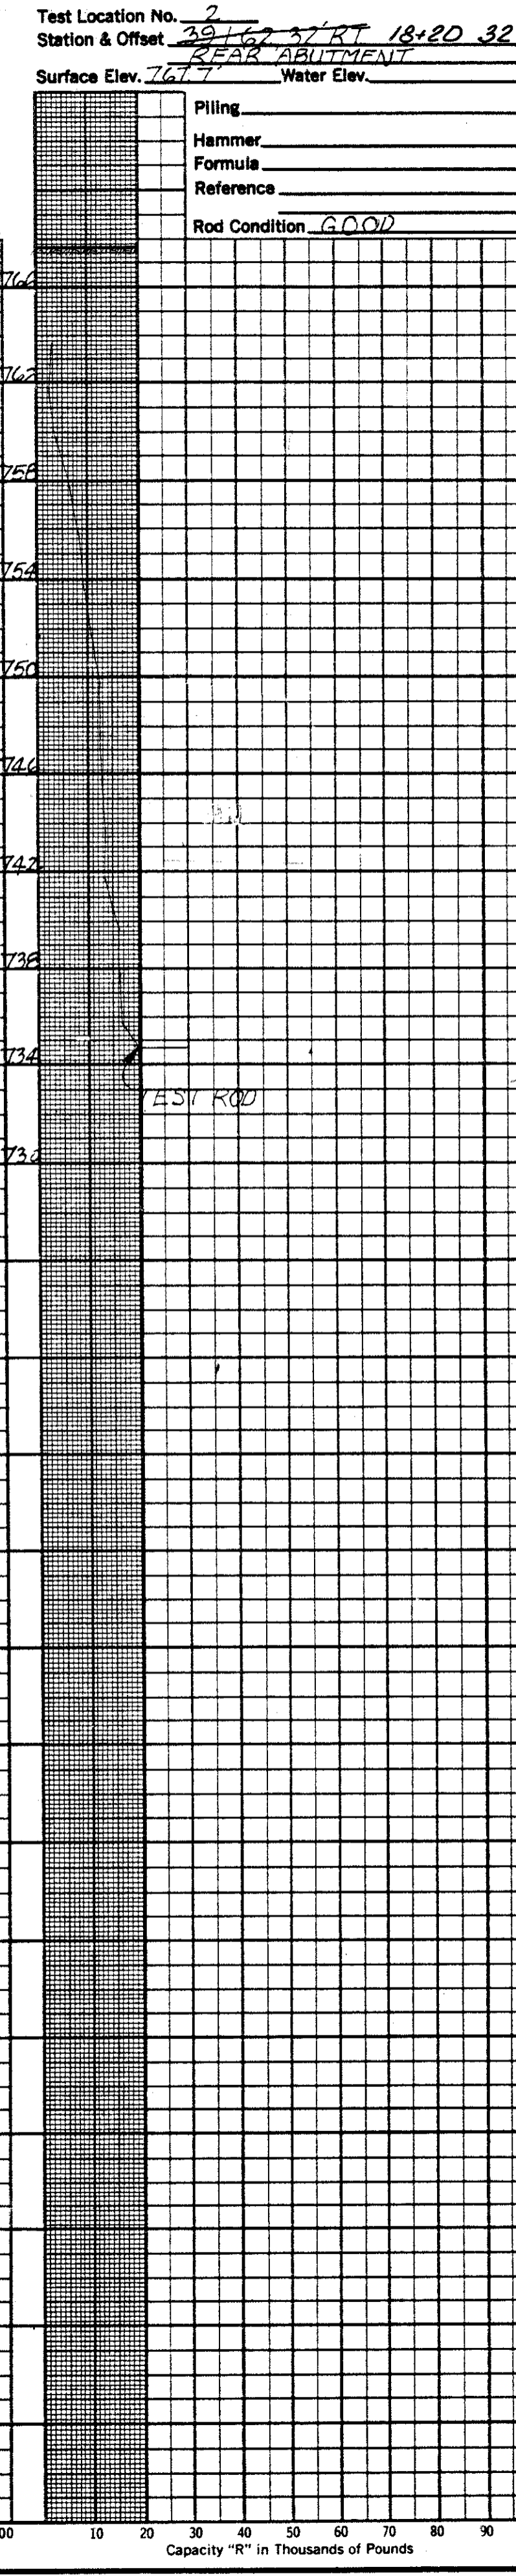 Test Location No. 2
Station & Offset 39+62 37' RT 18+20 32
REAR ABUTMENT
Surface Elev. 767.7' Water Elev.
Piling
Hammer
Formula
Reference
Rod Condition GOOD
766
762
758
754
750
746
742
738
734
TEST ROD
730
00 10 20 30 40 50 60 70 80 90
Capacity "R" in Thousands of Pounds